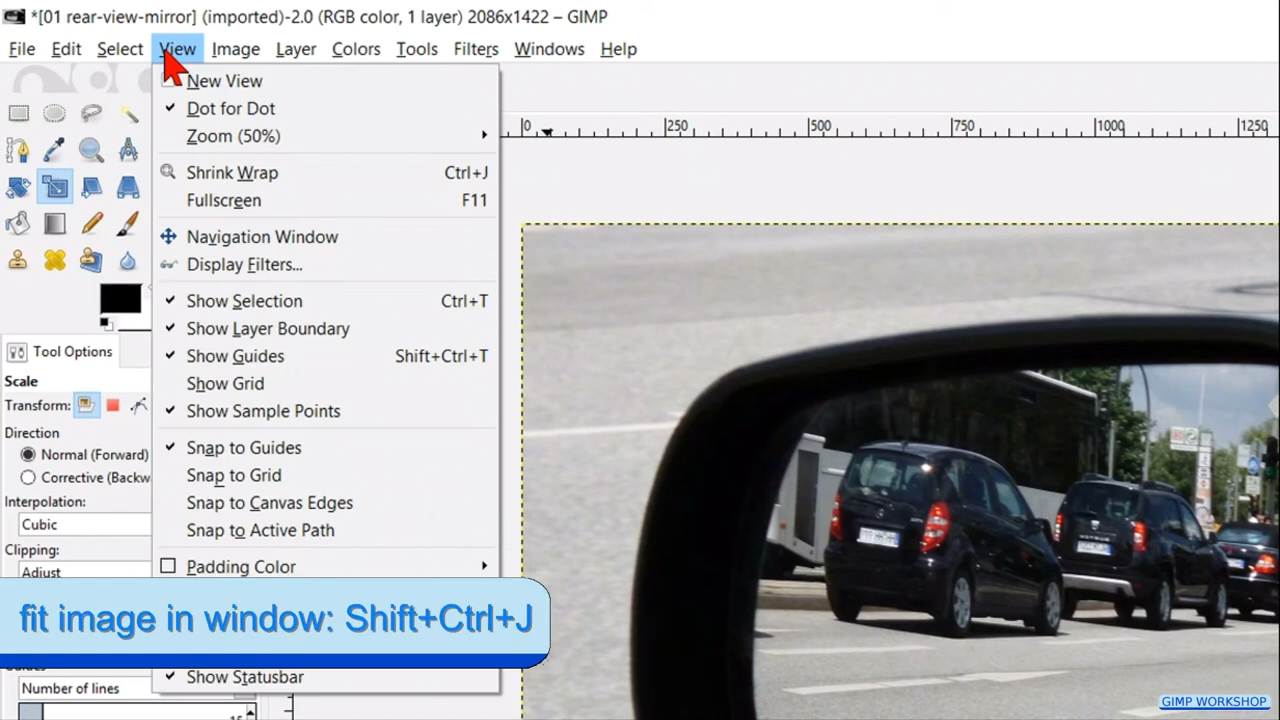 *[01 rear-view-mirror] (imported)-2.0 (RGB color, 1 layer) 2086x1422 – GIMP
File Edit Select View Image Layer Colors Tools Filters Windows Help
New View
Dot for Dot
Zoom (50%)
Shrink Wrap Ctrl+J
Fullscreen F11
Navigation Window
Display Filters...
Show Selection Ctrl+T
Show Layer Boundary
Show Guides Shift+Ctrl+T
Show Grid
Show Sample Points
Snap to Guides
Snap to Grid
Snap to Canvas Edges
Snap to Active Path
Padding Color
Show Statusbar
0 250 500 750 1000 1250
Tool Options
Scale
Transform:
Direction
Normal (Forward)
Corrective (Backw
Interpolation:
Cubic
Clipping:
Adjust
Number of lines
fit image in window: Shift+Ctrl+J
GIMP WORKSHOP